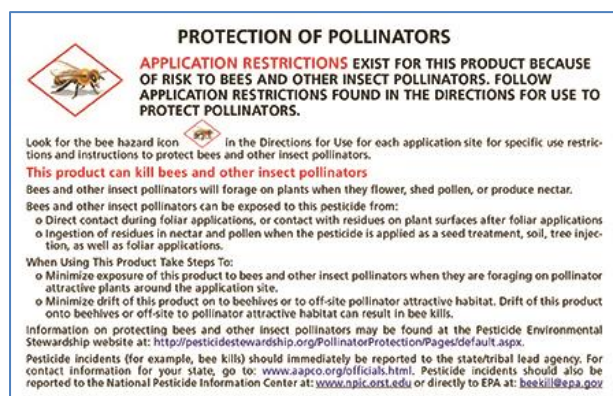 PROTECTION OF POLLINATORS
APPLICATION RESTRICTIONS EXIST FOR THIS PRODUCT BECAUSE
OF RISK TO BEES AND OTHER INSECT POLLINATORS. FOLLOW
APPLICATION RESTRICTIONS FOUND IN THE DIRECTIONS FOR USE TO
PROTECT POLLINATORS.
Look for the bee hazard icon in the Directions for Use for each application site for specific use restric-
tions and instructions to protect bees and other insect pollinators.
This product can kill bees and other insect pollinators
Bees and other insect pollinators will forage on plants when they flower, shed pollen, or produce nectar.
Bees and other insect pollinators can be exposed to this pesticide from:
o Direct contact during foliar applications, or contact with residues on plant surfaces after foliar applications
o Ingestion of residues in nectar and pollen when the pesticide is applied as a seed treatment, soil, tree injec-
tion, as well as foliar applications.
When Using This Product Take Steps To:
o Minimize exposure of this product to bees and other insect pollinators when they are foraging on pollinator
attractive plants around the application site.
o Minimize drift of this product on to beehives or to off-site pollinator attractive habitat. Drift of this product
onto beehives or off-site to pollinator attractive habitat can result in bee kills.
Information on protecting bees and other insect pollinators may be found at the Pesticide Environmental
Stewardship website at: http://pesticidestewardship.org/PollinatorProtection/Pages/default.aspx.
Pesticide incidents (for example, bee kills) should immediately be reported to the state/tribal lead agency. For
contact information for your state, go to: www.aapco.org/officials.html. Pesticide incidents should also be
reported to the National Pesticide Information Center at: www.npic.orst.edu or directly to EPA at: beekill@epa.gov